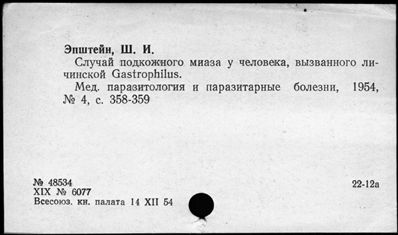 Эпштейн, Ш. И.
Случай подкожного миаза у человека, вызванного ли-
чинской Gastrophilus.
Мед. паразитология и паразитарные болезни, 1954,
№ 4, с. 358-359
№ 48534
22-12а
XIX № 6077
Всесоюз. кн. палата 14 XII 54